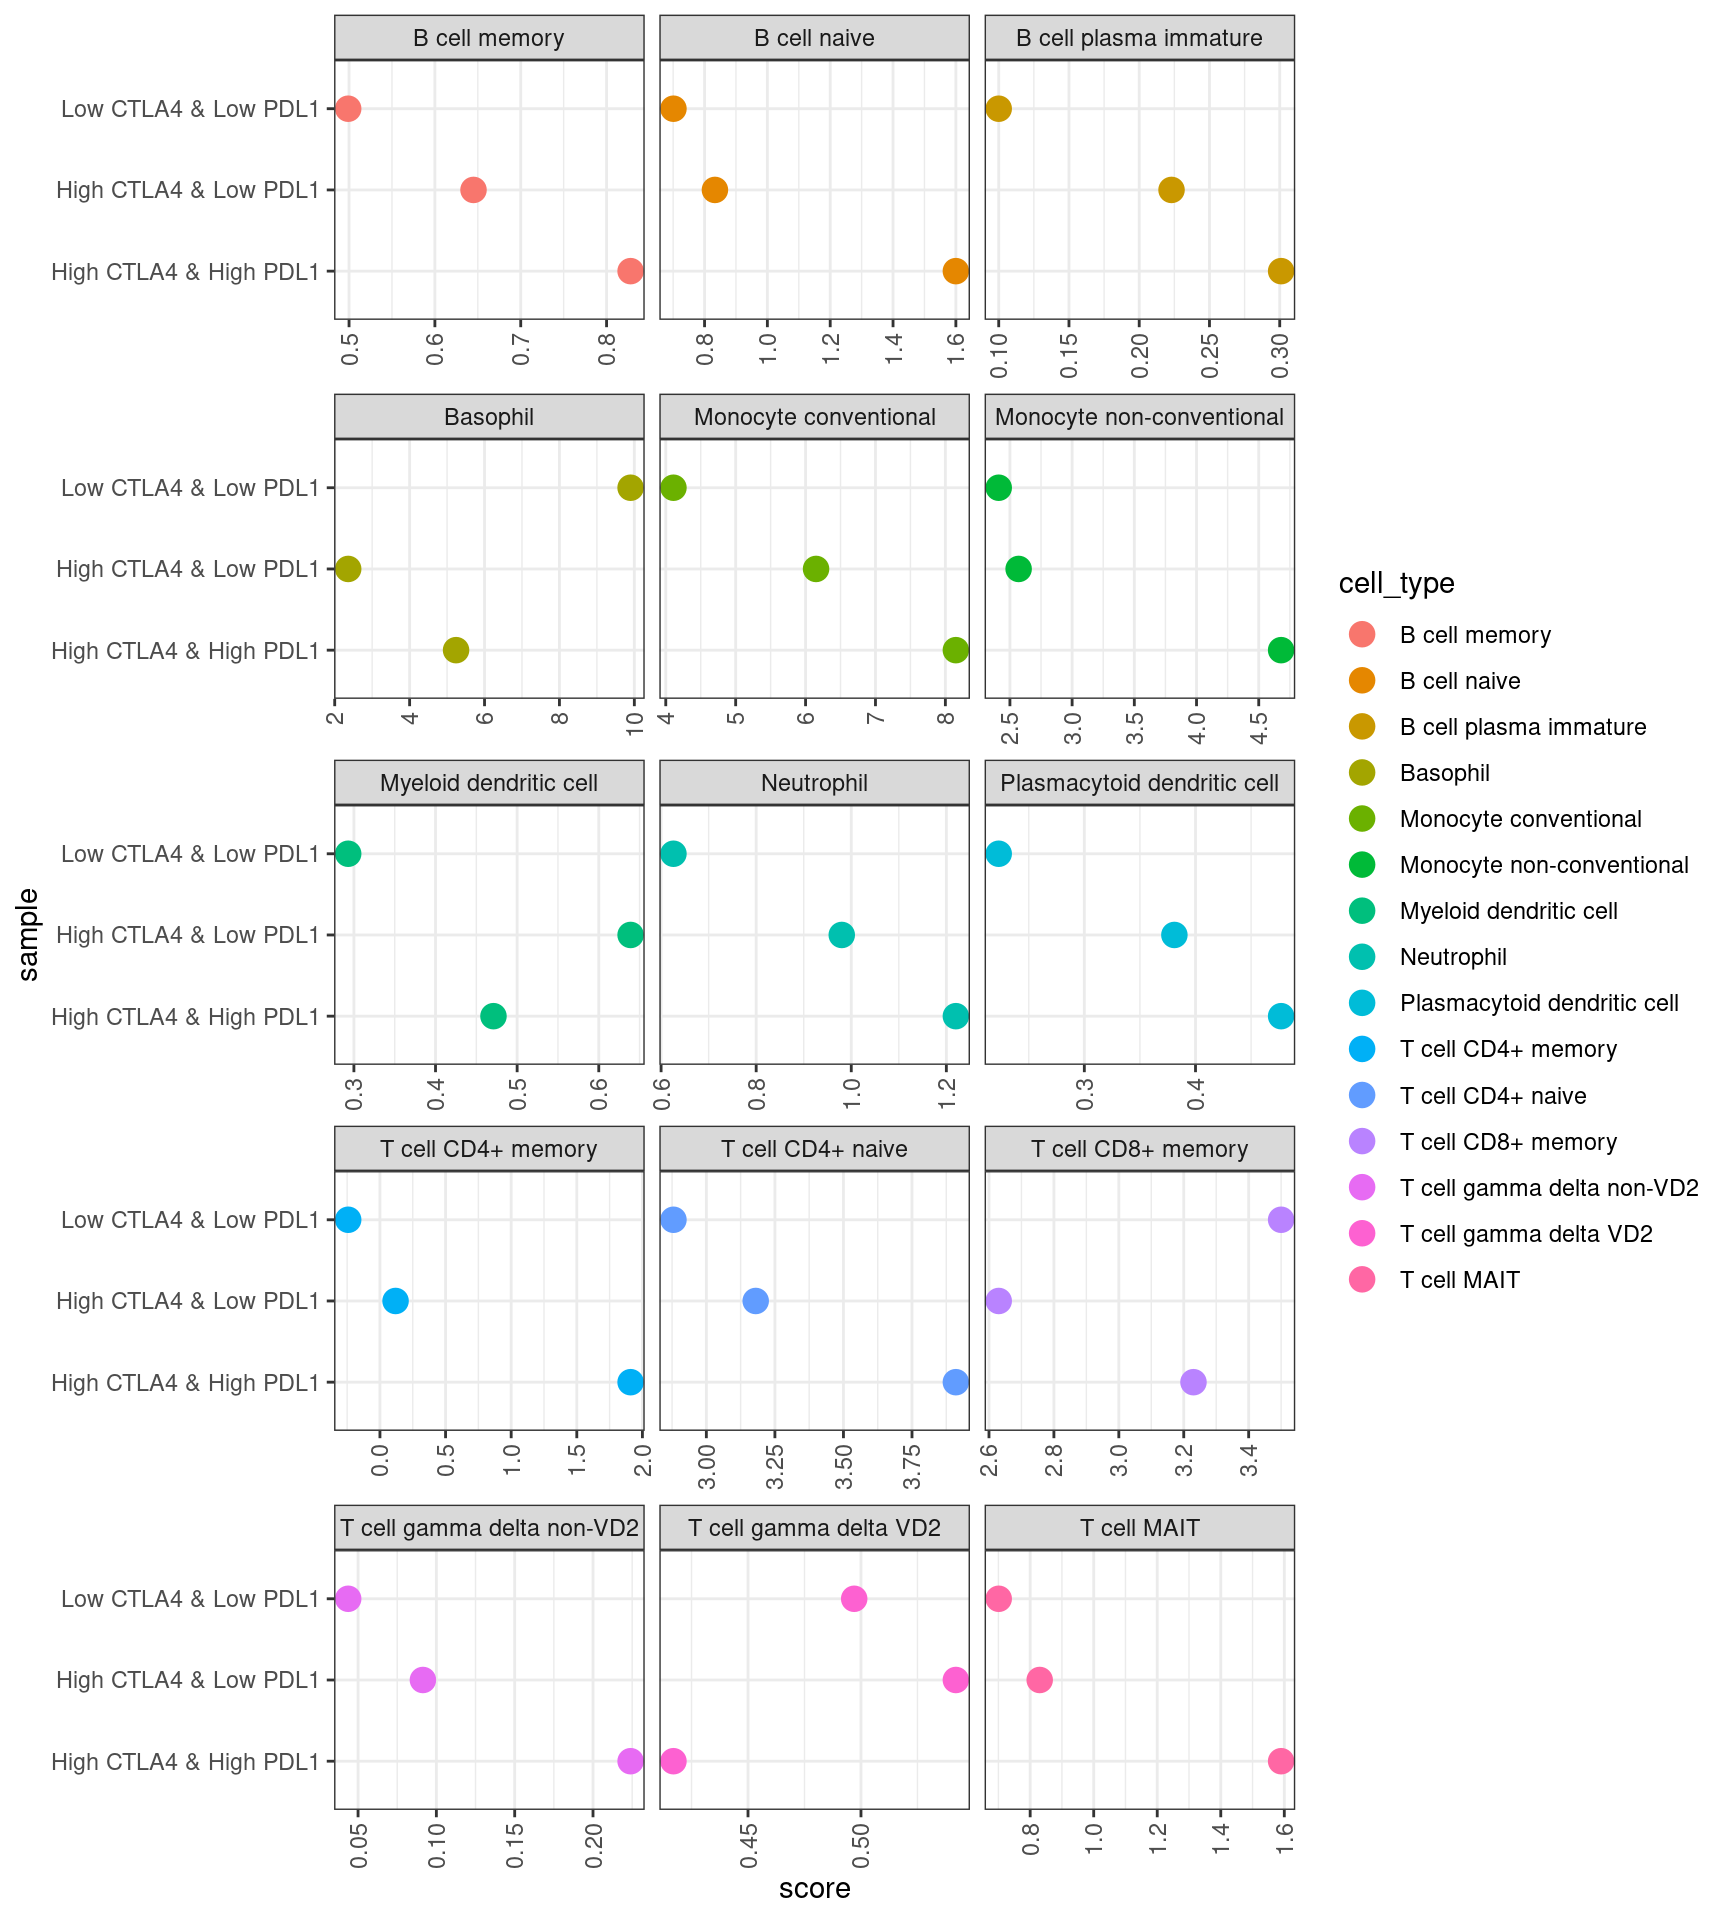 B cell memory
B cell naive
B cell plasma immature
Low CTLA4 & Low PDL1
High CTLA4 & Low PDL1
High CTLA4 & High PDL1
0.5 0.6 0.7 0.8
0.8 1.0 1.2 1.4 1.6
0.10 0.15 0.20 0.25 0.30
Basophil
Monocyte conventional
Monocyte non-conventional
Low CTLA4 & Low PDL1
High CTLA4 & Low PDL1
High CTLA4 & High PDL1
2 4 6 8 10
4 5 6 7 8
2.5 3.0 3.5 4.0 4.5
Myeloid dendritic cell
Neutrophil
Plasmacytoid dendritic cell
Low CTLA4 & Low PDL1
High CTLA4 & Low PDL1
High CTLA4 & High PDL1
0.3 0.4 0.5 0.6
0.6 0.8 1.0 1.2
0.3 0.4
T cell CD4+ memory
T cell CD4+ naive
T cell CD8+ memory
Low CTLA4 & Low PDL1
High CTLA4 & Low PDL1
High CTLA4 & High PDL1
0.0 0.5 1.0 1.5 2.0
3.00 3.25 3.50 3.75
2.6 2.8 3.0 3.2 3.4
T cell gamma delta non-VD2
T cell gamma delta VD2
T cell MAIT
Low CTLA4 & Low PDL1
High CTLA4 & Low PDL1
High CTLA4 & High PDL1
0.05 0.10 0.15 0.20
0.45 0.50
0.8 1.0 1.2 1.4 1.6
score
sample
cell_type
B cell memory
B cell naive
B cell plasma immature
Basophil
Monocyte conventional
Monocyte non-conventional
Myeloid dendritic cell
Neutrophil
Plasmacytoid dendritic cell
T cell CD4+ memory
T cell CD4+ naive
T cell CD8+ memory
T cell gamma delta non-VD2
T cell gamma delta VD2
T cell MAIT